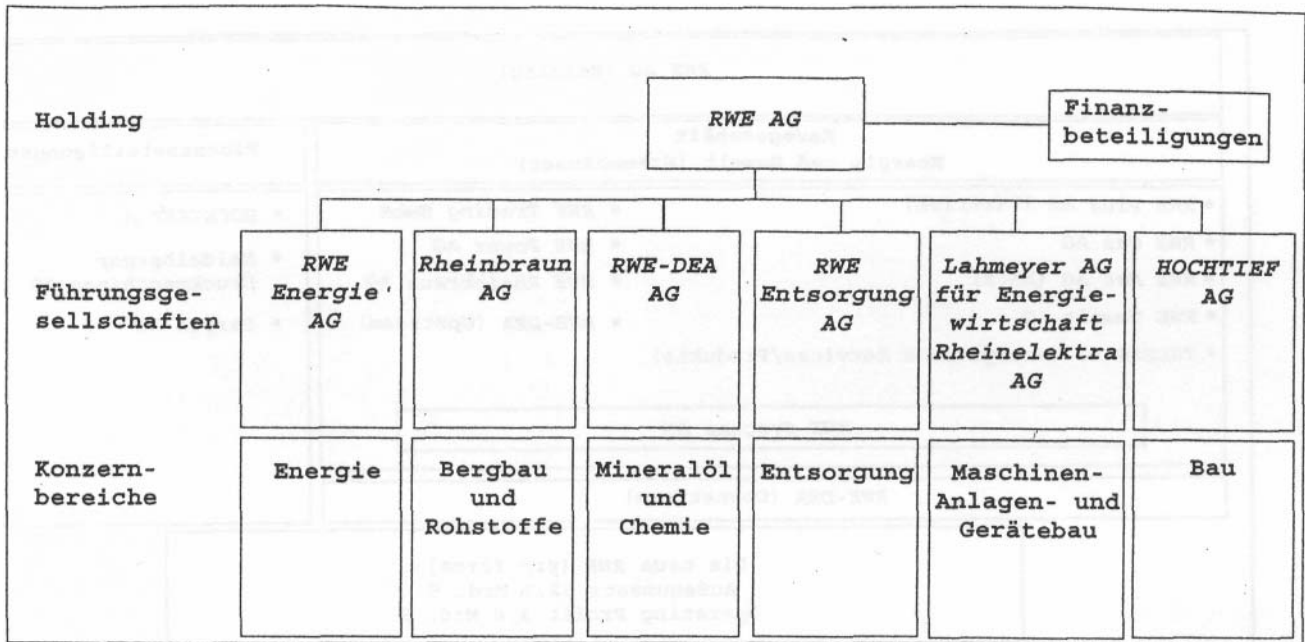 Holding
RWE AG
Finanz-
beteiligungen
Führungsge-
sellschaften
RWE
Energie
AG
Rheinbraun
AG
RWE-DEA
AG
RWE
Entsorgung
AG
Lahmeyer AG
für Energie-
wirtschaft
Rheinelektra
AG
HOCHTIEF
AG
Konzern-
bereiche
Energie
Bergbau
und
Rohstoffe
Mineralöl
und
Chemie
Entsorgung
Maschinen-
Anlagen- und
Gerätebau
Bau